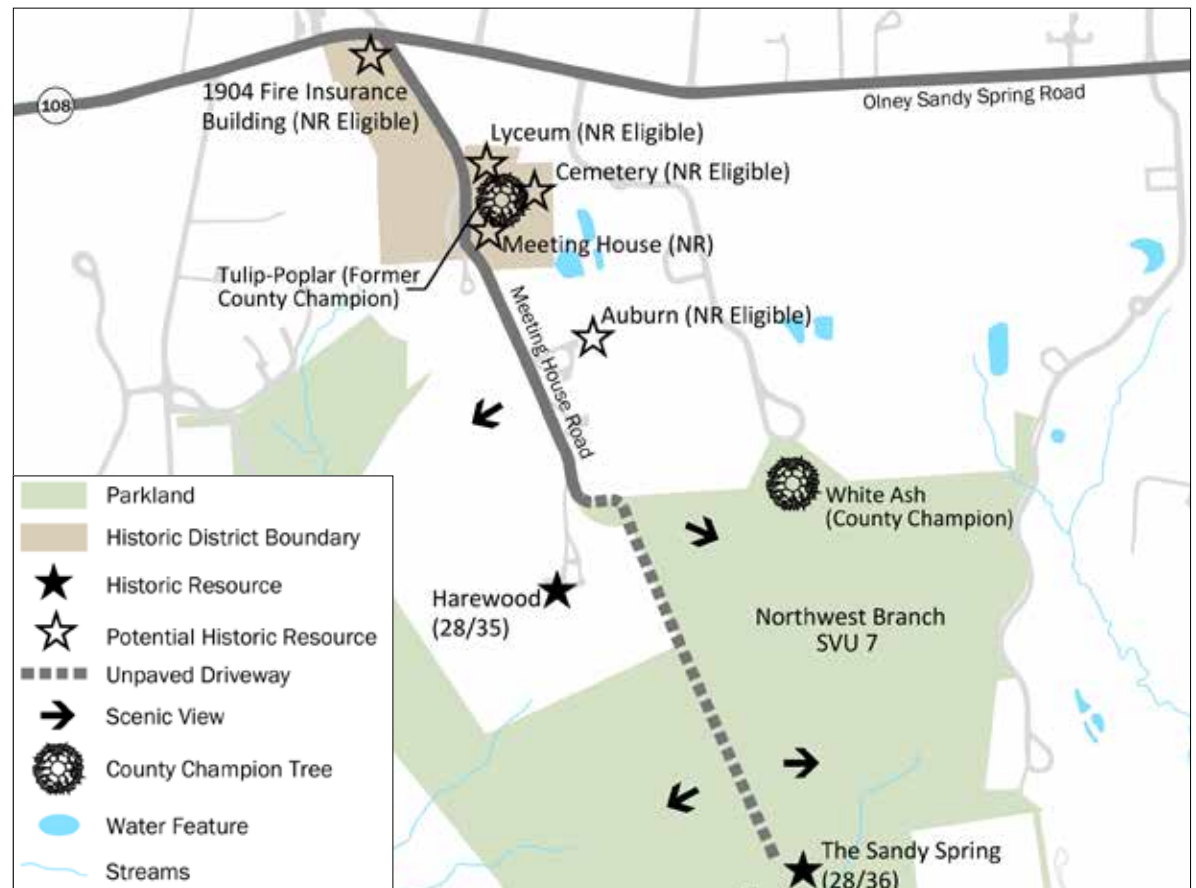 108
1904 Fire Insurance
Building (NR Eligible)
Olney Sandy Spring Road
Lyceum (NR Eligible)
Cemetery (NR Eligible)
Meeting House (NR)
Tulip-Poplar (Former
County Champion)
Meeting House Road
Auburn (NR Eligible)
White Ash
(County Champion)
Harewood
(28/35)
Northwest Branch
SVU 7
The Sandy Spring
(28/36)
Parkland
Historic District Boundary
Historic Resource
Potential Historic Resource
Unpaved Driveway
Scenic View
County Champion Tree
Water Feature
Streams